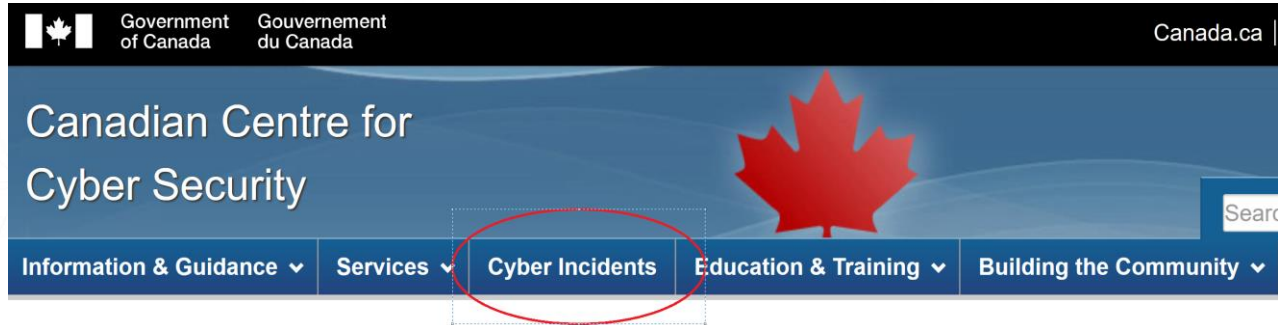 Government Gouvernement
of Canada du Canada
Canada.ca
Canadian Centre for
Cyber Security
Information & Guidance Services Cyber Incidents Education & Training Building the Community